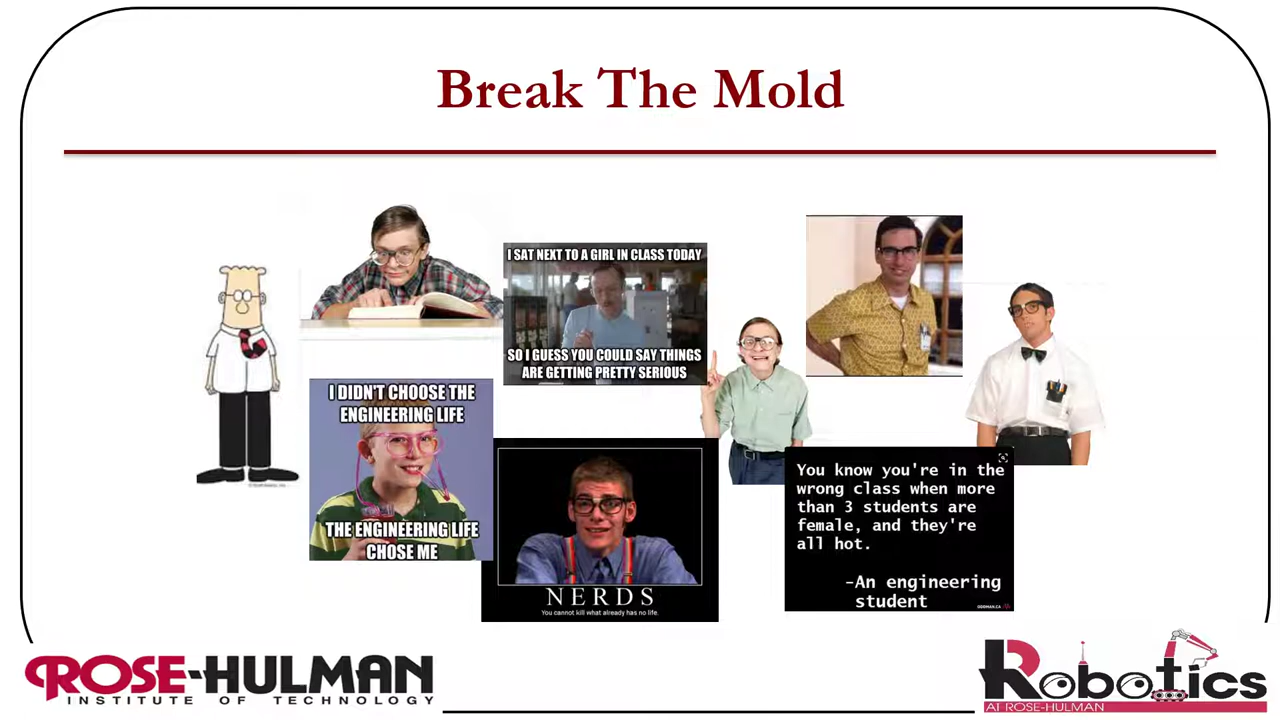 Break The Mold
I SAT NEXT TO A GIRL IN CLASS TODAY
SO I GUESS YOU COULD SAY THINGS
ARE GETTING PRETTY SERIOUS
I DIDN'T CHOOSE THE
ENGINEERING LIFE
THE ENGINEERING LIFE
CHOSE ME
NERDS
You cannot kill what already has no life.
You know you're in the
wrong class when more
than 3 students are
female, and they're
all hot.
-An engineering
student
ROSE-HULMAN
INSTITUTE OF TECHNOLOGY
Robotics
AT ROSE-HULMAN